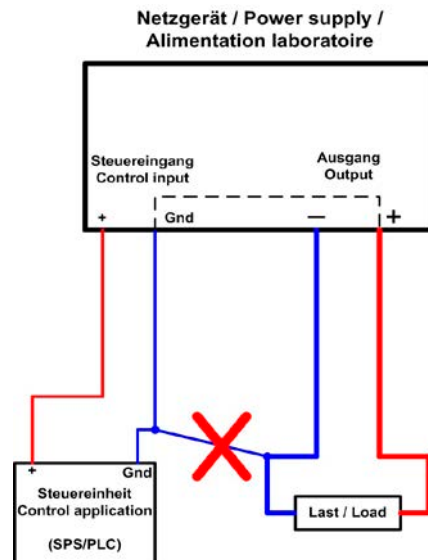 Netzgerät / Power supply /
Alimentation laboratoire
Steuereingang
Control input
Ausgang
Output
+
Gnd
—
+
+
Gnd
Steuereinheit
Control application
(SPS/PLC)
Last / Load